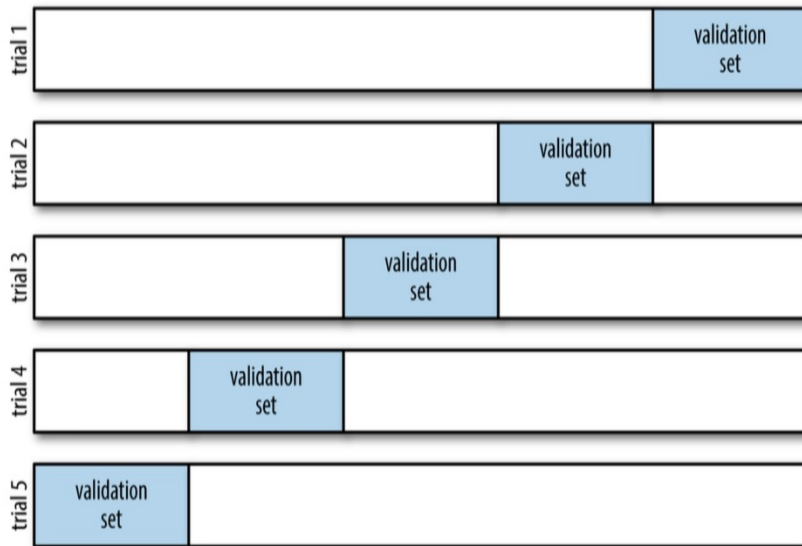 trial 1
validation
set
trial 2
validation
set
trial 3
validation
set
trial 4
validation
set
trial 5
validation
set